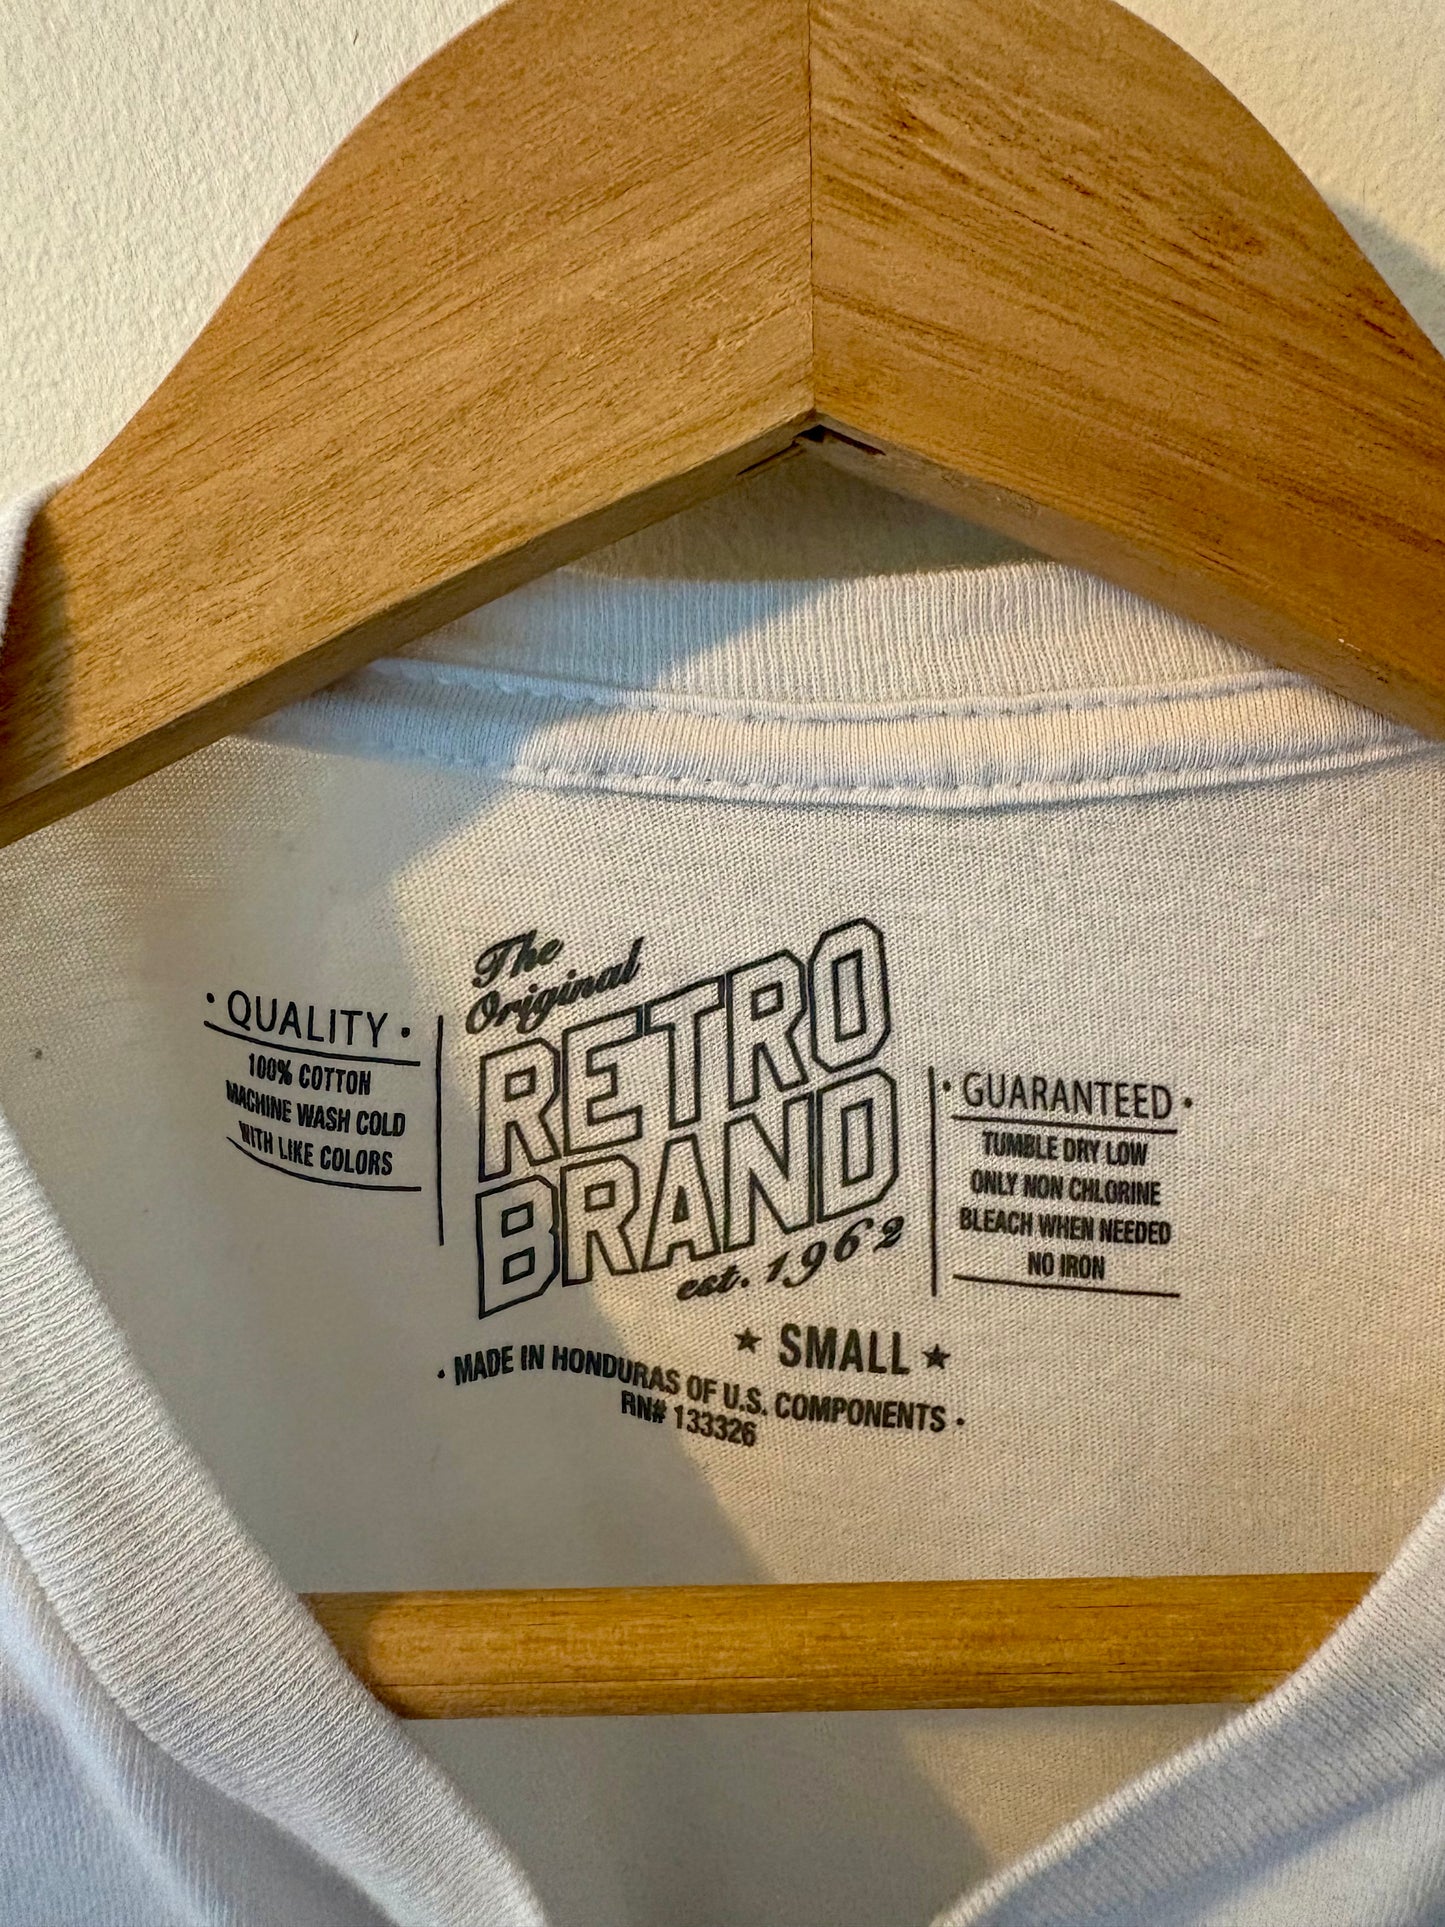 · QUALITY ·
100% COTTON
MACHINE WASH COLD
WITH LIKE COLORS
The
Original
RETRO
BRAND
est. 1962
· GUARANTEED ·
TUMBLE DRY LOW
ONLY NON CHLORINE
BLEACH WHEN NEEDED
NO IRON
★ SMALL ★
· MADE IN HONDURAS OF U.S. COMPONENTS ·
RN# 133326